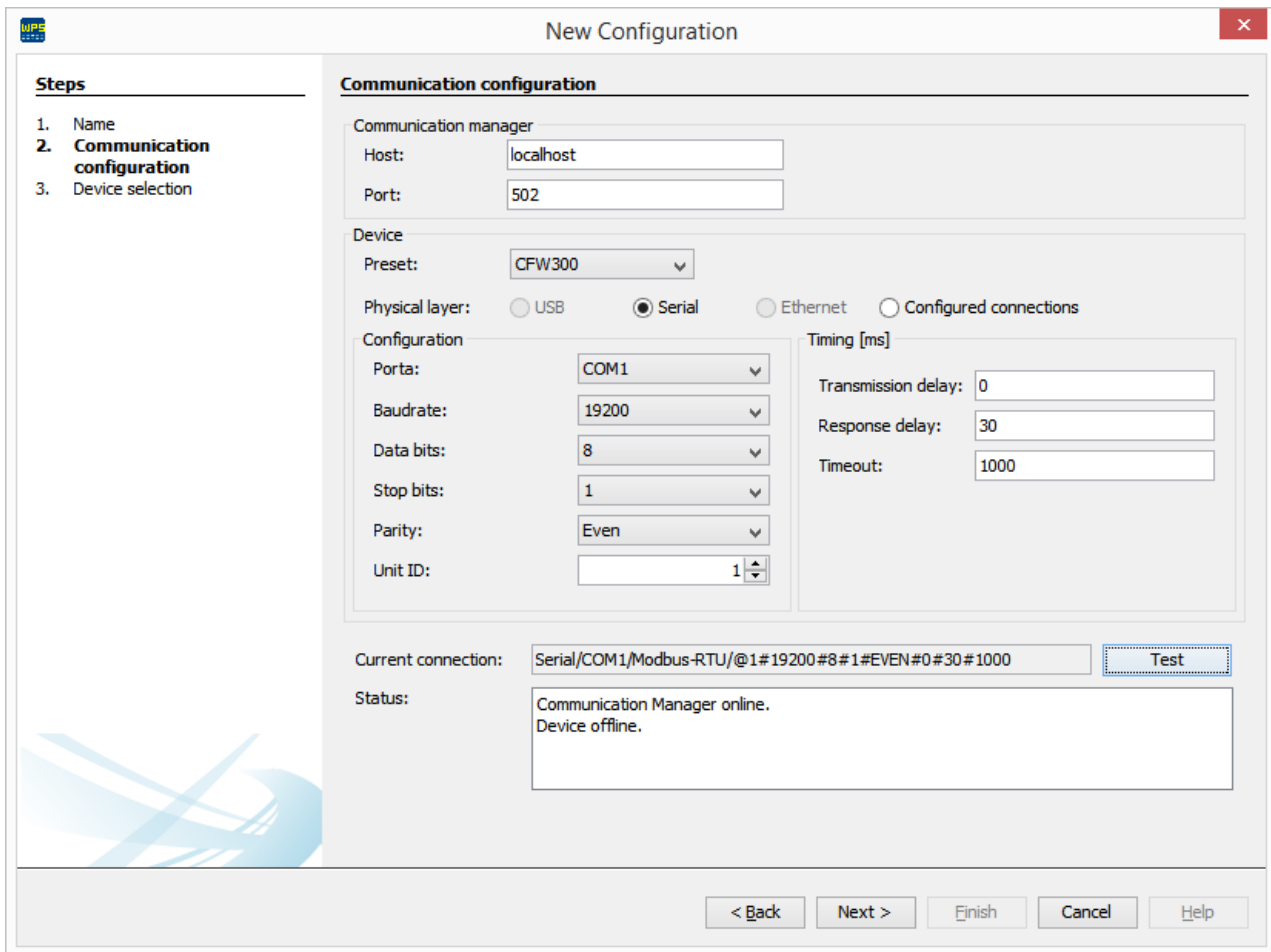 WPS
New Configuration
Steps
1. Name
2. Communication
configuration
3. Device selection
Communication configuration
Communication manager
Host: localhost
Port: 502
Device
Preset: CFW300
Physical layer: USB Serial Ethernet Configured connections
Configuration
Porta: COM1
Baudrate: 19200
Data bits: 8
Stop bits: 1
Parity: Even
Unit ID: 1
Timing [ms]
Transmission delay: 0
Response delay: 30
Timeout: 1000
Current connection: Serial/COM1/Modbus-RTU/@1#19200#8#1#EVEN#0#30#1000 Test
Status: Communication Manager online.
Device offline.
< Back Next > Finish Cancel Help